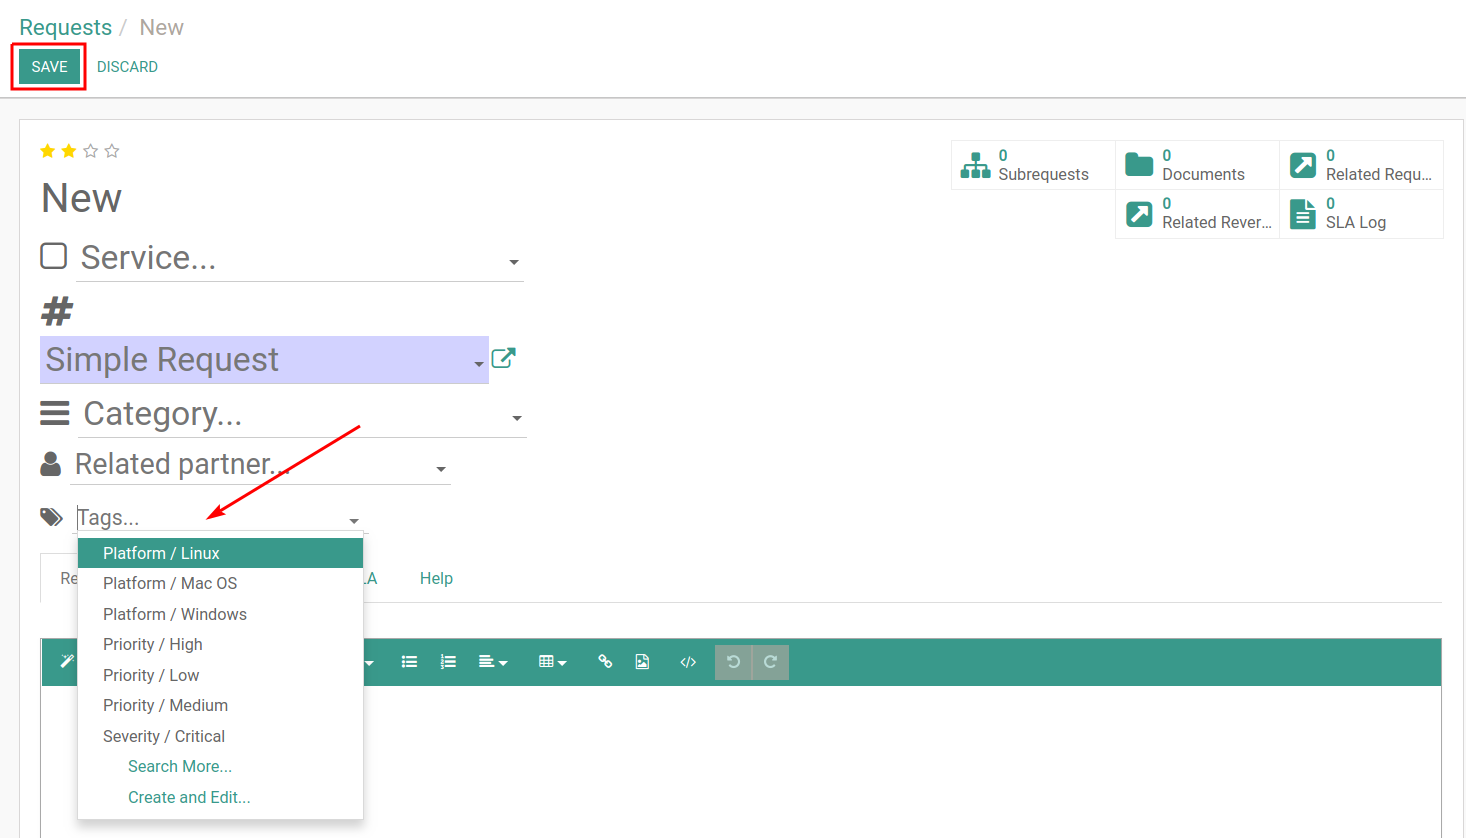 Requests / New
SAVE DISCARD
0 Subrequests
0 Documents
0 Related Requ...
0 Related Rever...
0 SLA Log
New
Service...
#
Simple Request
Category...
Related partner...
Tags...
Platform / Linux
Platform / Mac OS
Platform / Windows
Priority / High
Priority / Low
Priority / Medium
Severity / Critical
Search More...
Create and Edit...
Re
LA
Help